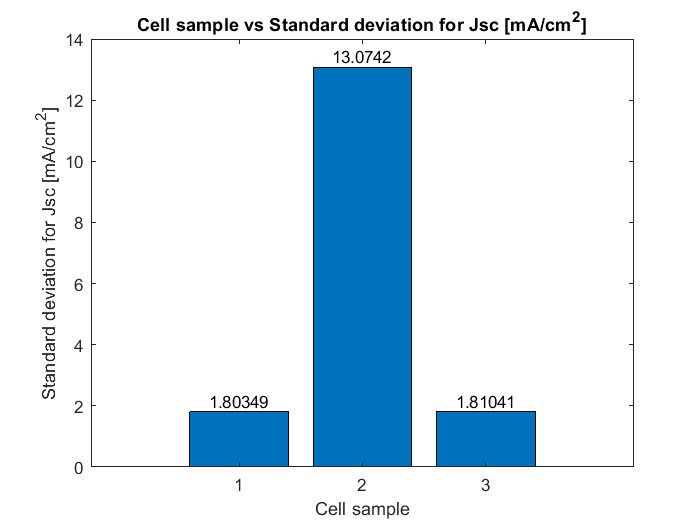 Cell sample vs Standard deviation for Jsc [mA/cm²]
Standard deviation for Jsc [mA/cm²]
14
12
10
8
6
4
2
0
13.0742
1.80349
1.81041
1 2 3
Cell sample